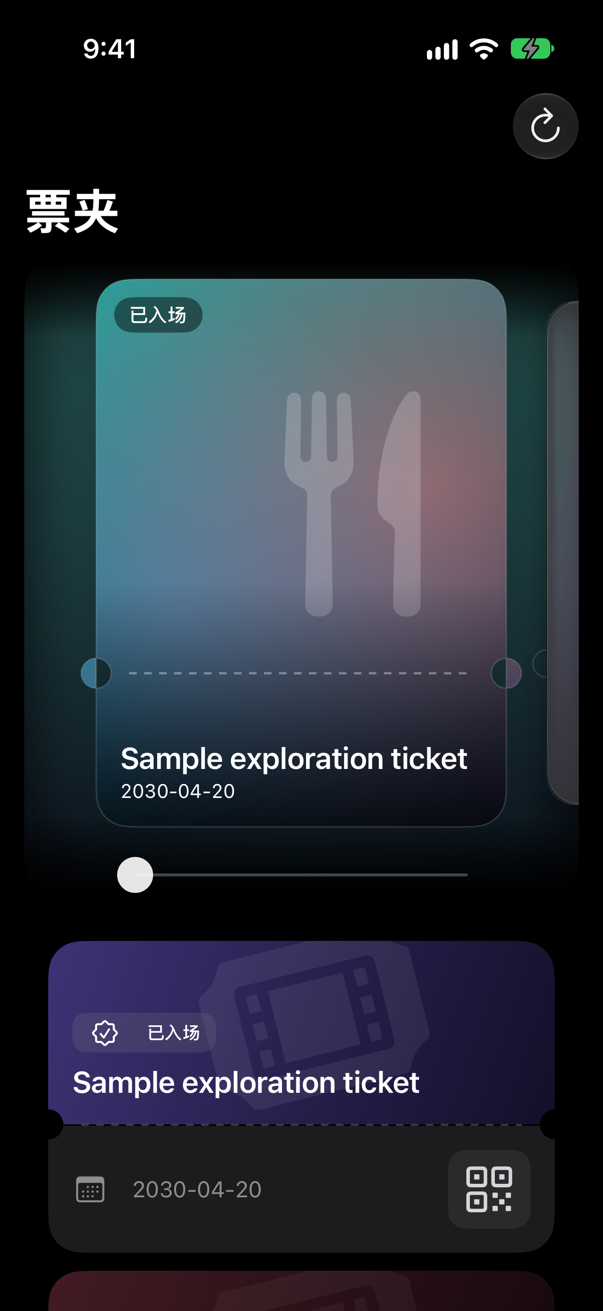 9:41
票夹
已入场
Sample exploration ticket
2030-04-20
已入场
Sample exploration ticket
2030-04-20